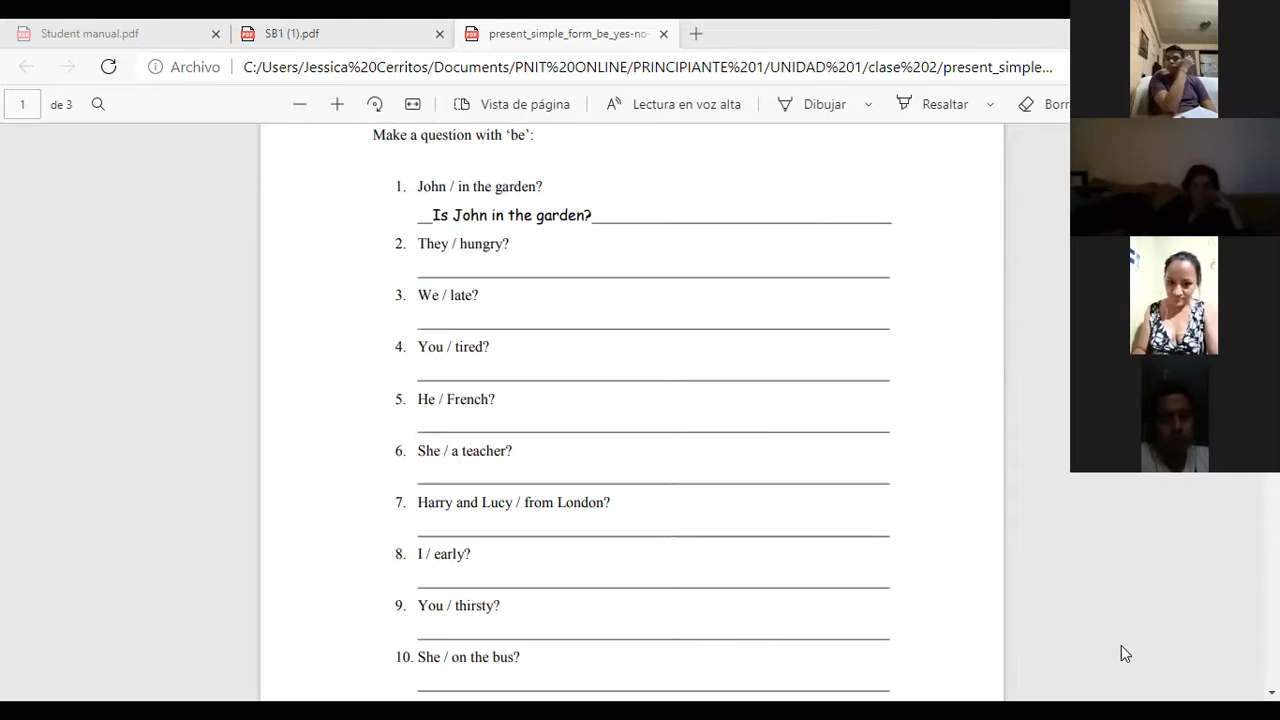 Student manual.pdf
SB1 (1).pdf
present_simple_form_be_yes-no
Archivo
C:/Users/Jessica%20Cerritos/Documents/PNIT%20ONLINE/PRINCIPIANTE%201/UNIDAD%201/clase%202/present_simple...
1 de 3
Vista de página
Lectura en voz alta
Dibujar
Resaltar
Borr
Make a question with ‘be’:
1. John / in the garden?
__Is John in the garden?
2. They / hungry?
3. We / late?
4. You / tired?
5. He / French?
6. She / a teacher?
7. Harry and Lucy / from London?
8. I / early?
9. You / thirsty?
10. She / on the bus?